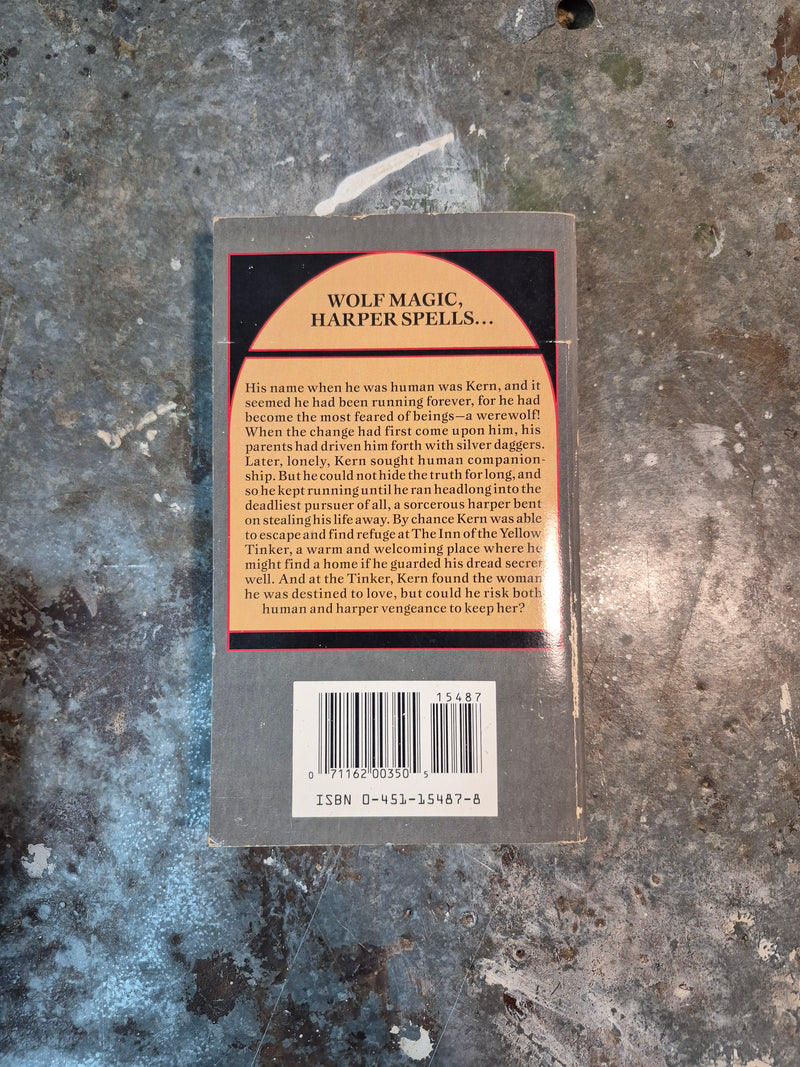 WOLF MAGIC,
HARPER SPELLS...
His name when he was human was Kern, and it
seemed he had been running forever, for he had
become the most feared of beings—a werewolf!
When the change had first come upon him, his
parents had driven him forth with silver daggers.
Later, lonely, Kern sought human companion-
ship. But he could not hide the truth for long, and
so he kept running until he ran headlong into the
deadliest pursuer of all, a sorcerous harper bent
on stealing his life away. By chance Kern was able
to escape and find refuge at The Inn of the Yellow
Tinker, a warm and welcoming place where he
might find a home if he guarded his dread secret
well. And at the Tinker, Kern found the woman
he was destined to love, but could he risk both
human and harper vengeance to keep her?
15487
0 71162 00350 5
ISBN 0-451-15487-8